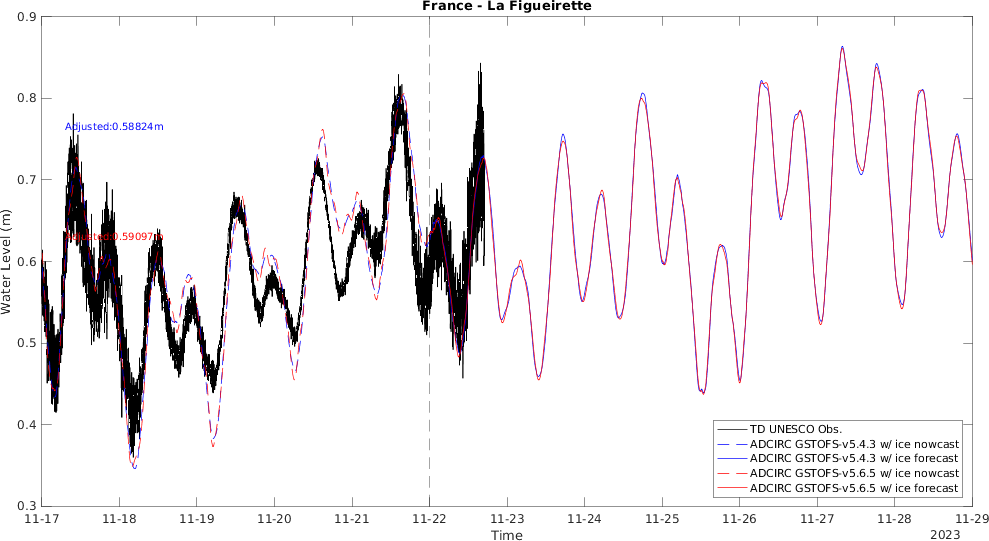 France - La Figueirette
0.9
0.8
0.7
0.6
0.5
0.4
0.3
Water Level (m)
Adjusted:0.58824m
11-17
11-18
11-19
11-20
11-21
11-22
11-23
11-24
11-25
11-26
11-27
11-28
11-29
Time
2023
TD UNESCO Obs.
ADCIRC GSTOFS-v5.4.3 w/ ice nowcast
ADCIRC GSTOFS-v5.4.3 w/ ice forecast
ADCIRC GSTOFS-v5.6.5 w/ ice nowcast
ADCIRC GSTOFS-v5.6.5 w/ ice forecast